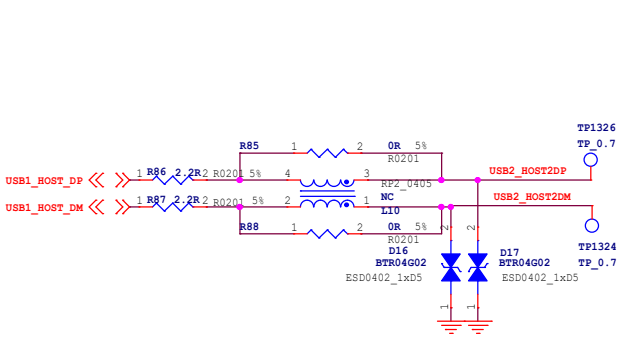 TP1326
TP_0.7
R85 1 2 0R 5%
R0201
USB1_HOST_DP 1 R86 2.2R 2 R0201 5% 4 3 USB2_HOST2DP
RP2_0405
NC
USB1_HOST_DM 1 R87 2.2R 2 R0201 5% 2 1 USB2_HOST2DM
L10
R88 1 2 0R 5%
R0201
TP1324
TP_0.7
2 2
D16 D17
BTR04G02 BTR04G02
ESD0402_1xD5 ESD0402_1xD5
1 1